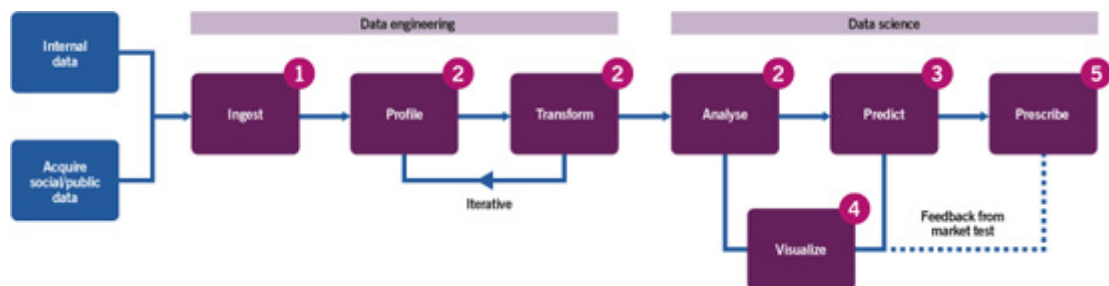 Data engineering
Data science
Internal
data
Acquire
social/public
data
1
Ingest
2
Profile
2
Transform
Iterative
2
Analyse
3
Predict
5
Prescribe
4
Visualize
Feedback from
market test